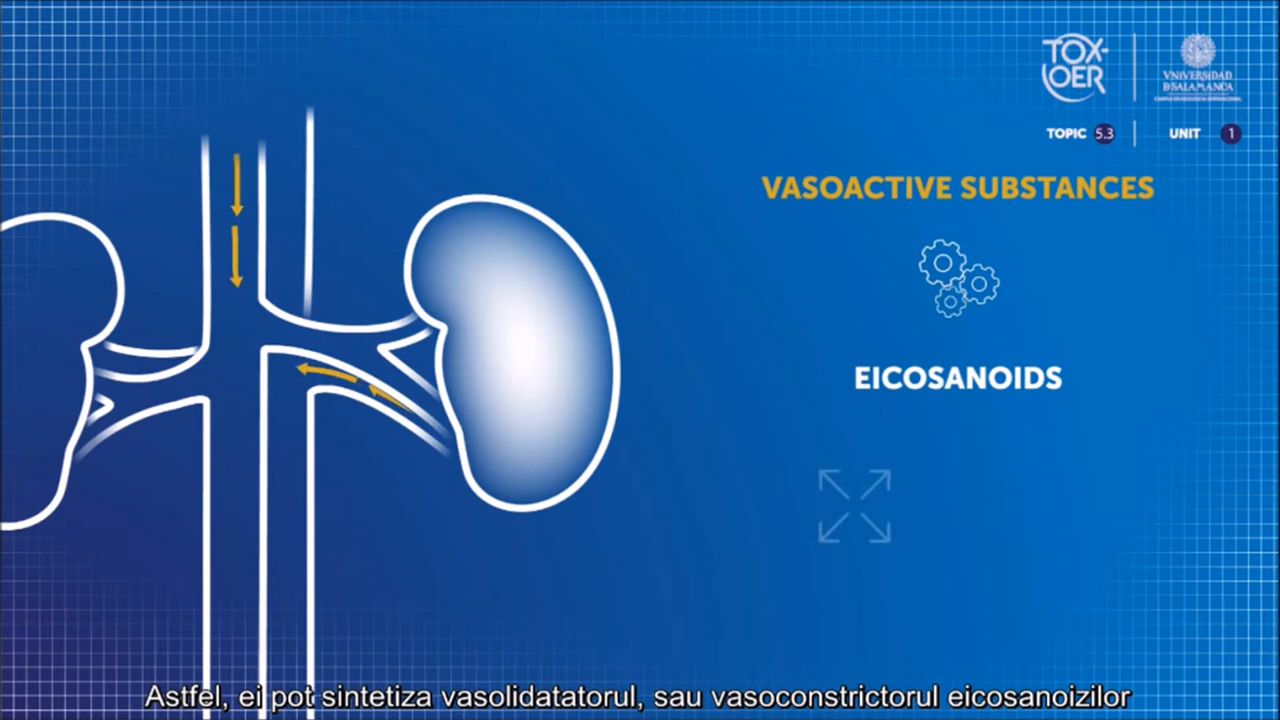 TOX-
OER
VNIVERSIDAD
D SALAMANCA
TOPIC 5.3
UNIT 1
VASOACTIVE SUBSTANCES
EICOSANOIDS
Astfel, ei pot sintetiza vasolidatatorul, sau vasoconstrictorul eicosanoizilor